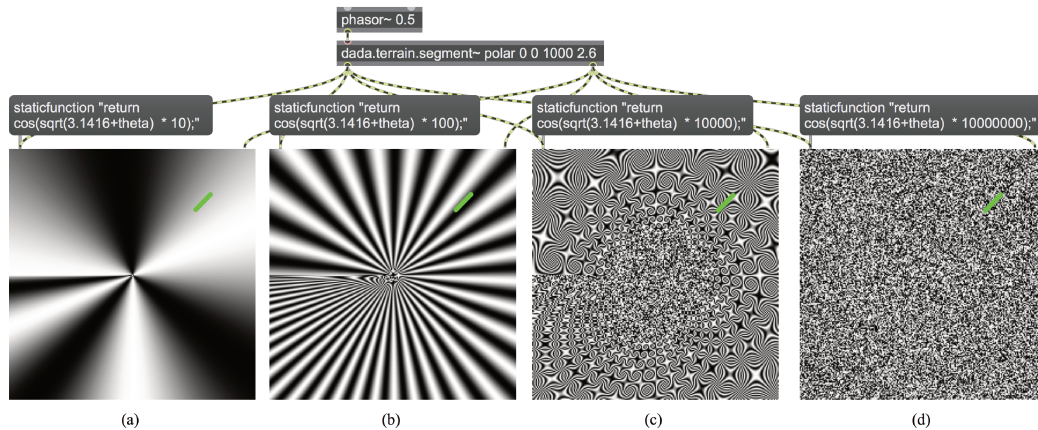 phasor~ 0.5
dada.terrain.segment~ polar 0 0 1000 2.6
staticfunction "return
cos(sqrt(3.1416+theta) * 10);"
staticfunction "return
cos(sqrt(3.1416+theta) * 100);"
staticfunction "return
cos(sqrt(3.1416+theta) * 10000);"
staticfunction "return
cos(sqrt(3.1416+theta) * 10000000);"
(a)
(b)
(c)
(d)